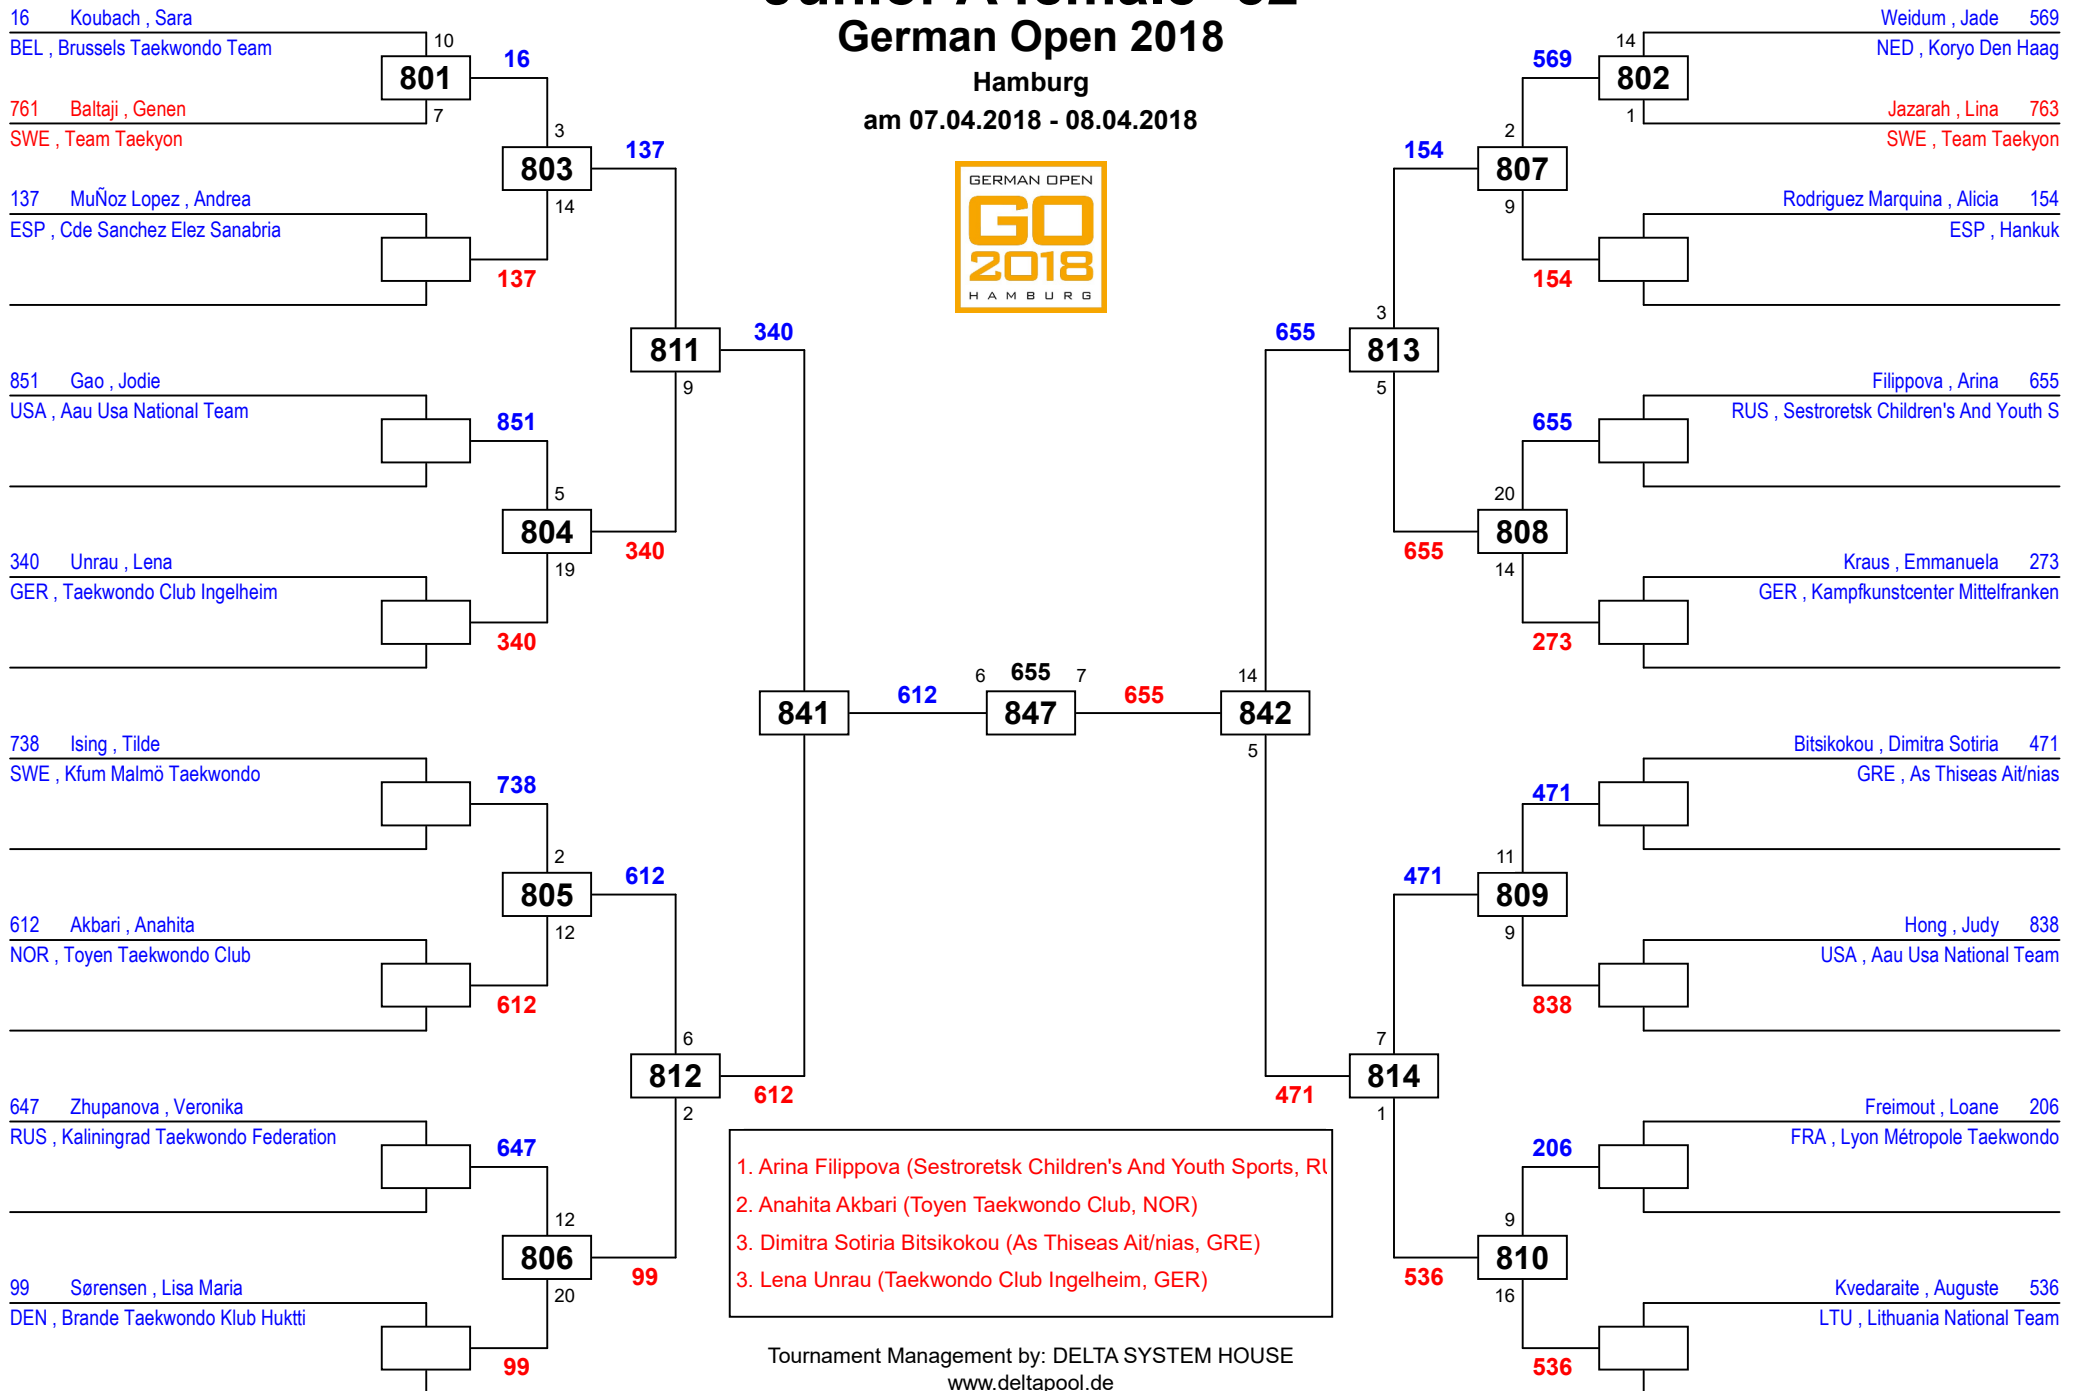 German Open 2018
Hamburg
am 07.04.2018 - 08.04.2018
GERMAN OPEN
GO
2018
HAMBURG
16 Koubach , Sara
BEL , Brussels Taekwondo Team
10
801
16
761 Baltaji , Genen
7
SWE , Team Taekyon
3
803
137
137 MuÑoz Lopez , Andrea
14
ESP , Cde Sanchez Elez Sanabria
137
811
340
9
851 Gao , Jodie
USA , Aau Usa National Team
851
5
804
340
340 Unrau , Lena
19
GER , Taekwondo Club Ingelheim
340
841
612
738 Ising , Tilde
SWE , Kfum Malmö Taekwondo
738
2
805
612
612 Akbari , Anahita
12
NOR , Toyen Taekwondo Club
612
6
812
612
2
647 Zhupanova , Veronika
RUS , Kaliningrad Taekwondo Federation
647
12
806
99
99 Sørensen , Lisa Maria
20
DEN , Brande Taekwondo Klub Huktti
99
6 655 7
847
655
Weidum , Jade 569
14
NED , Koryo Den Haag
569
802
Jazarah , Lina 763
1
SWE , Team Taekyon
2
154
807
Rodriguez Marquina , Alicia 154
9
ESP , Hankuk
154
3
655
813
5
Filippova , Arina 655
RUS , Sestroretsk Children's And Youth S
655
20
808
655
Kraus , Emmanuela 273
14
GER , Kampfkunstcenter Mittelfranken
273
14
842
5
Bitsikokou , Dimitra Sotiria 471
GRE , As Thiseas Ait/nias
471
11
471
809
Hong , Judy 838
9
USA , Aau Usa National Team
838
7
814
471
1
Freimout , Loane 206
FRA , Lyon Métropole Taekwondo
206
9
810
536
Kvedaraite , Auguste 536
16
LTU , Lithuania National Team
536
1. Arina Filippova (Sestroretsk Children's And Youth Sports,
2. Anahita Akbari (Toyen Taekwondo Club, NOR)
3. Dimitra Sotiria Bitsikokou (As Thiseas Ait/nias, GRE)
3. Lena Unrau (Taekwondo Club Ingelheim, GER)
Tournament Management by: DELTA SYSTEM HOUSE
www.deltapool.de